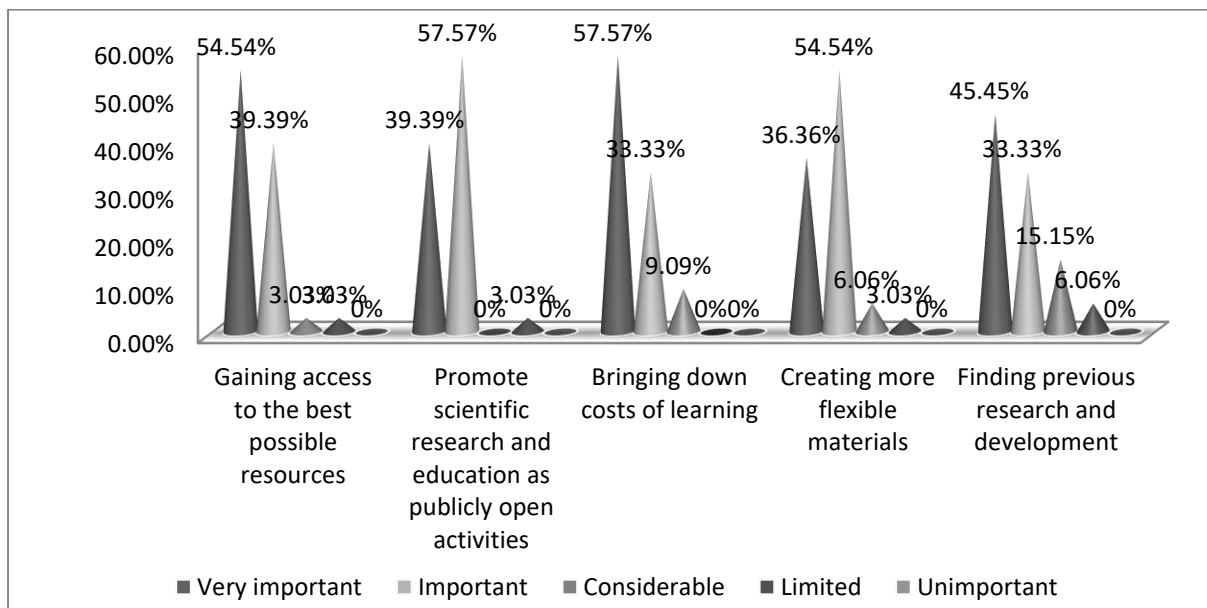 57.57% 57.57%
60.00% 54.54% 54.54%
50.00% 45.45%
39.39% 39.39% 36.36%
40.00% 33.33% 33.33%
30.00%
20.00% 15.15%
9.09% 6.06% 6.06%
10.00% 3.03% 3.03% 0% 0% 3.03% 0% 0% 0% 3.03% 0% 0%
0.00%
Gaining access Promote Bringing down Creating more Finding previous
to the best scientific costs of learning flexible research and
possible research and materials development
resources education as
publicly open
activities
Very important Important Considerable Limited Unimportant